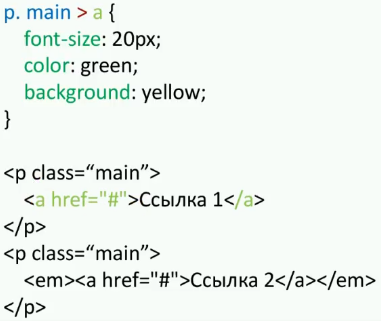 p. main > a {
font-size: 20px;
color: green;
background: yellow;
}
<p class=“main”>
<a href="#">Ссылка 1</a>
</p>
<p class=“main”>
<em><a href="#">Ссылка 2</a></em>
</p>